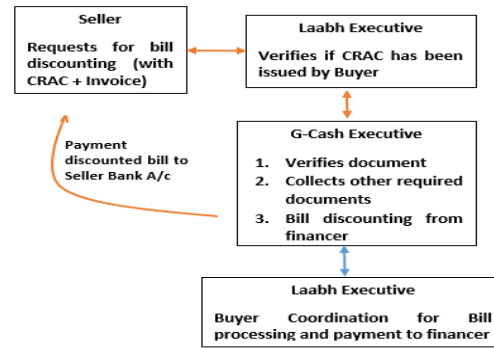 Seller
Requests for bill
discounting (with
CRAC + Invoice)
Laabh Executive
Verifies if CRAC has been
issued by Buyer
Payment
discounted bill to
Seller Bank A/c
G-Cash Executive
1. Verifies document
2. Collects other required
documents
3. Bill discounting from
financer
Laabh Executive
Buyer Coordination for Bill
processing and payment to financer